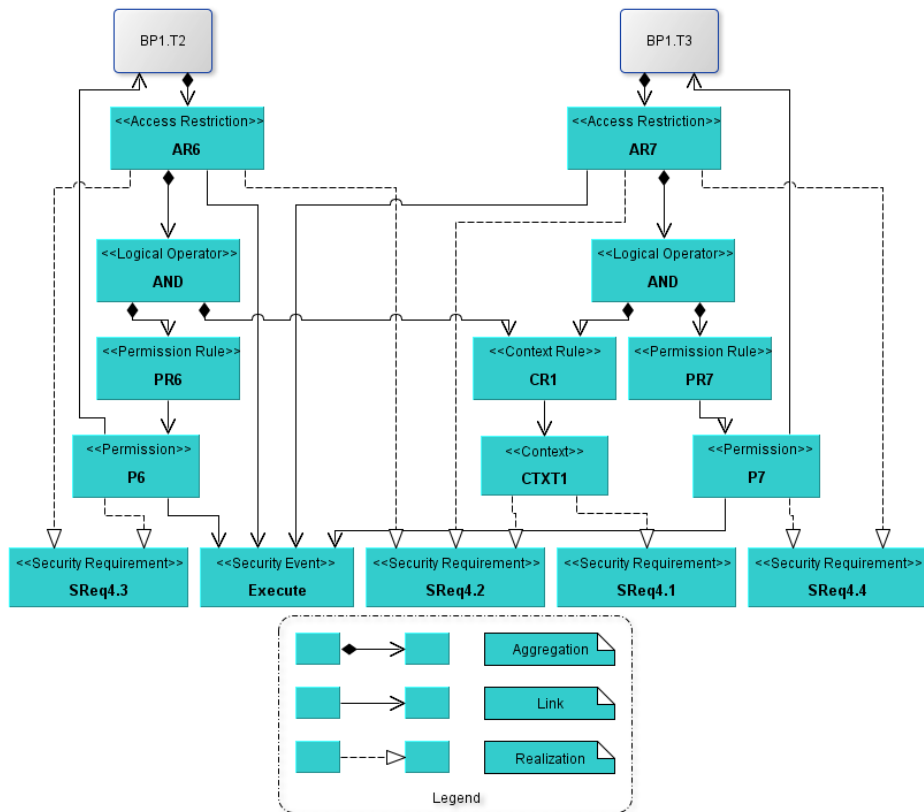 BP1.T2
BP1.T3
<<Access Restriction>>
AR6
<<Access Restriction>>
AR7
<<Logical Operator>>
AND
<<Logical Operator>>
AND
<<Permission Rule>>
PR6
<<Context Rule>>
CR1
<<Permission Rule>>
PR7
<<Permission>>
P6
<<Context>>
CTXT1
<<Permission>>
P7
<<Security Requirement>>
SReq4.3
<<Security Event>>
Execute
<<Security Requirement>>
SReq4.2
<<Security Requirement>>
SReq4.1
<<Security Requirement>>
SReq4.4
Aggregation
Link
Realization
Legend